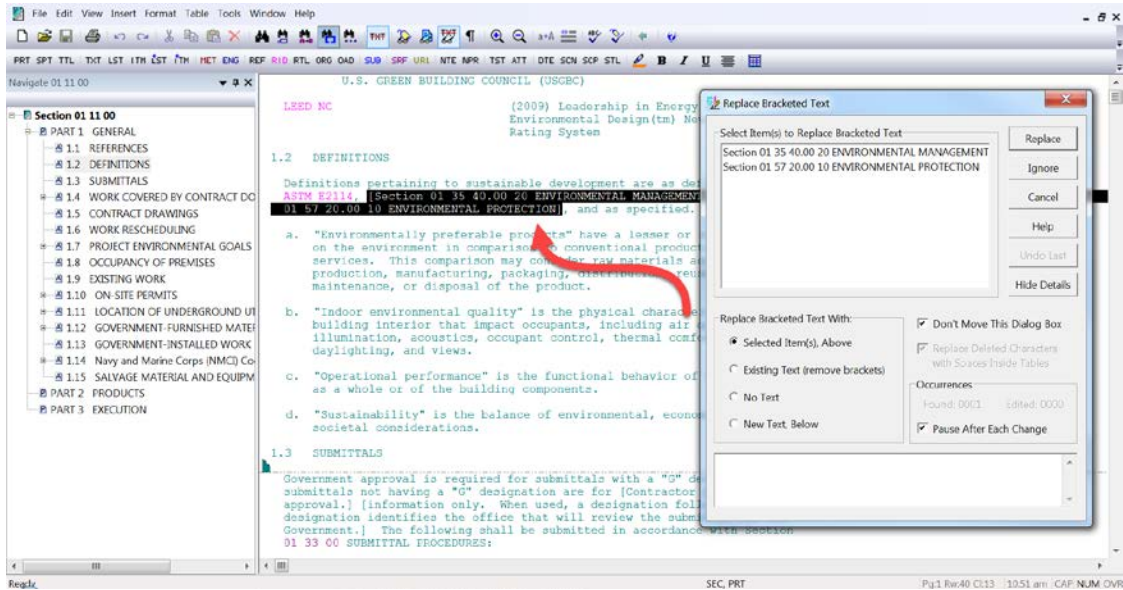 File Edit View Insert Format Table Tools Window Help
PRT SPT TTL TXT LST ITM LST ITM MET ENG REF RID RTL ORG OAD SUB SRF URL NTE NPR TST ATT DTE SCN SCP STL B I U
Navigate 01 11 00
Section 01 11 00
PART 1 GENERAL
1.1 REFERENCES
1.2 DEFINITIONS
1.3 SUBMITTALS
1.4 WORK COVERED BY CONTRACT DO
1.5 CONTRACT DRAWINGS
1.6 WORK RESCHEDULING
1.7 PROJECT ENVIRONMENTAL GOALS
1.8 OCCUPANCY OF PREMISES
1.9 EXISTING WORK
1.10 ON-SITE PERMITS
1.11 LOCATION OF UNDERGROUND UT
1.12 GOVERNMENT-FURNISHED MATE
1.13 GOVERNMENT-INSTALLED WORK
1.14 Navy and Marine Corps (NMCI) Co
1.15 SALVAGE MATERIAL AND EQUIPM
PART 2 PRODUCTS
PART 3 EXECUTION
U.S. GREEN BUILDING COUNCIL (USGBC)
LEED NC (2009) Leadership in Energy
Environmental Design(tm) Ne
Rating System
1.2 DEFINITIONS
Definitions pertaining to sustainable development are as de
ASTM E2114, [Section 01 35 40.00 20 ENVIRONMENTAL MANAGEMENT
01 57 20.00 10 ENVIRONMENTAL PROTECTION], and as specified.
a. "Environmentally preferable products" have a lesser or
on the environment in comparison to conventional produc
services. This comparison may consider raw materials a
production, manufacturing, packaging, distribution, reu
maintenance, or disposal of the product.
b. "Indoor environmental quality" is the physical characte
building interior that impact occupants, including air
illumination, acoustics, occupant control, thermal comf
daylighting, and views.
c. "Operational performance" is the functional behavior of
as a whole or of the building components.
d. "Sustainability" is the balance of environmental, econo
societal considerations.
1.3 SUBMITTALS
Government approval is required for submittals with a "G" de
submittals not having a "G" designation are for [Contractor
approval.] [information only. When used, a designation fol
designation identifies the office that will review the subm
Government.] The following shall be submitted in accordance with Section
01 33 00 SUBMITTAL PROCEDURES:
Replace Bracketed Text
Select Item(s) to Replace Bracketed Text
Section 01 35 40.00 20 ENVIRONMENTAL MANAGEMENT
Section 01 57 20.00 10 ENVIRONMENTAL PROTECTION
Replace
Ignore
Cancel
Help
Undo Last
Hide Details
Replace Bracketed Text With:
Selected Item(s), Above
Existing Text (remove brackets)
No Text
New Text, Below
Don't Move This Dialog Box
Replace Deleted Characters
with Spaces Inside Tables
Occurrences
Found: 0001 Edited: 0000
Pause After Each Change
Ready
SEC, PRT
Pg:1 Rw:40 Cl:13 10:51 am CAP NUM OVR